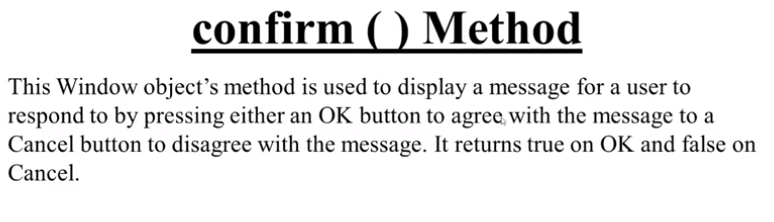 confirm ( ) Method
This Window object’s method is used to display a message for a user to
respond to by pressing either an OK button to agree with the message to a
Cancel button to disagree with the message. It returns true on OK and false on
Cancel.